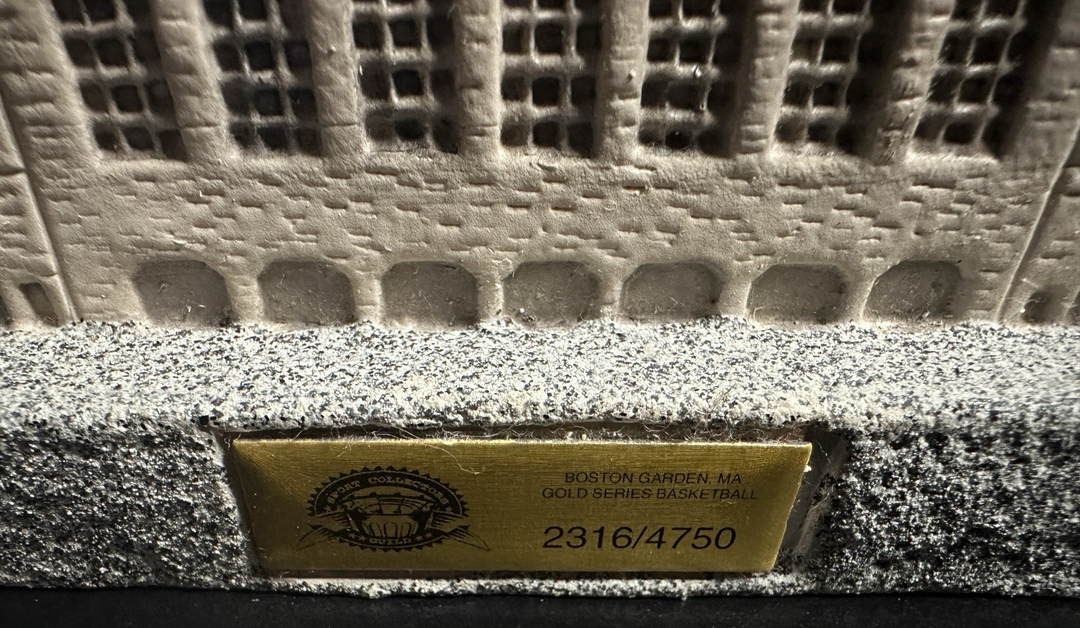 SPORT COLLECTORS
GUILD
BOSTON GARDEN, MA
GOLD SERIES BASKETBALL
2316/4750